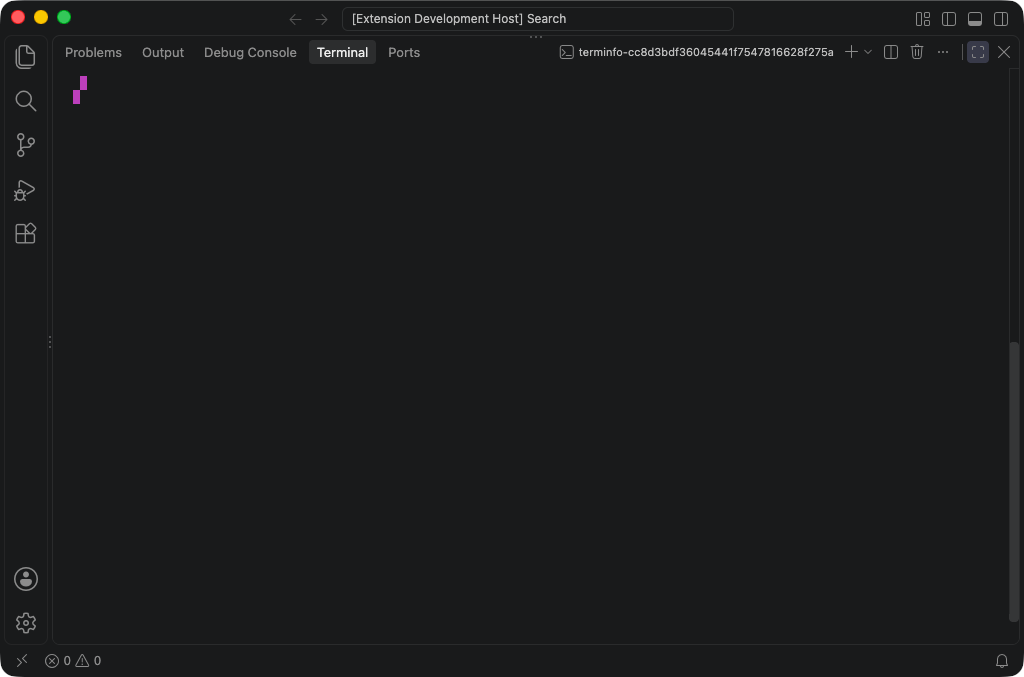 [Extension Development Host] Search
Problems Output Debug Console Terminal Ports terminfo-cc8d3bdf36045441f7547816628f275a
0 0